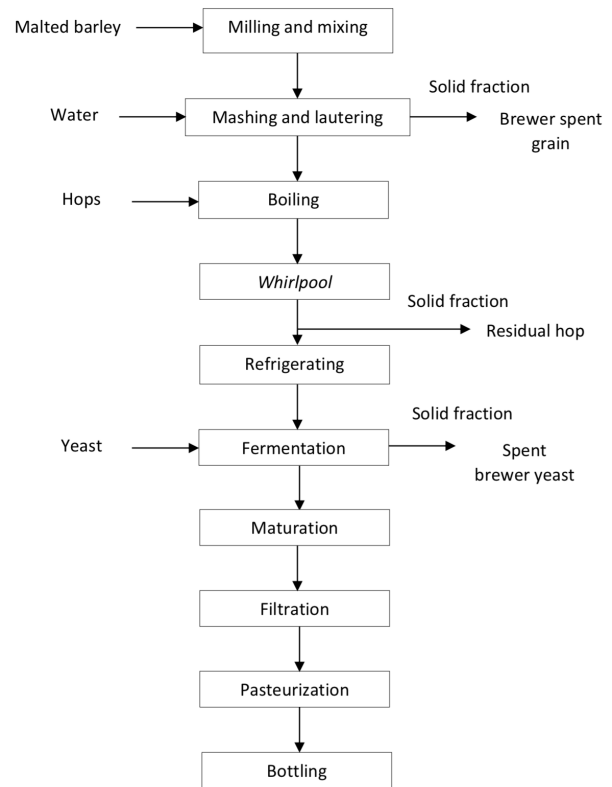 Malted barley
Milling and mixing
Solid fraction
Water
Mashing and lautering
Brewer spent
grain
Hops
Boiling
Whirlpool
Solid fraction
Residual hop
Refrigerating
Solid fraction
Yeast
Fermentation
Spent
brewer yeast
Maturation
Filtration
Pasteurization
Bottling